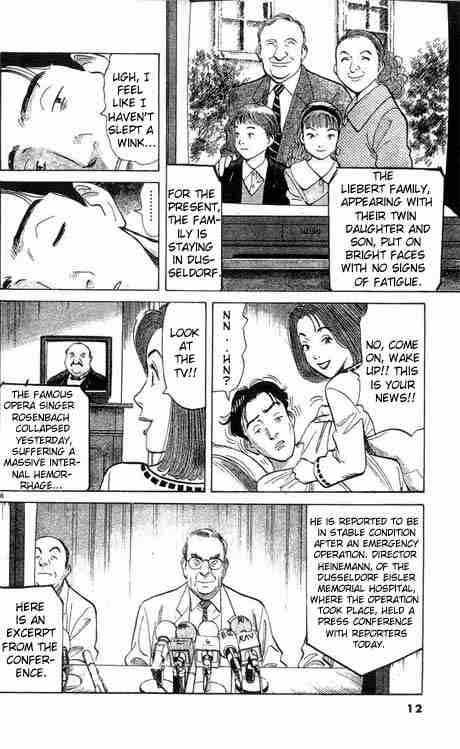 THE
LIEBERT FAMILY,
APPEARING WITH
THEIR TWIN
DAUGHTER AND
SON, PUT ON
BRIGHT FACES
WITH NO SIGNS
OF FATIGUE.
FOR THE
PRESENT,
THE FAM-
ILY IS
STAYING
IN DUS-
SELDORF.
UGH, I
FEEL
LIKE I
HAVEN'T
SLEPT A
WINK...
......
NO, COME
ON, WAKE
UP!! THIS
IS YOUR
NEWS!!
NN...HN?
LOOK
AT THE
TV!!
THE FAMOUS
OPERA SINGER
ROSENBACH
COLLAPSED
YESTERDAY,
SUFFERING A
MASSIVE INTER-
NAL HEMOR-
RHAGE...
HE IS REPORTED TO BE
IN STABLE CONDITION
AFTER AN EMERGENCY
OPERATION. DIRECTOR
HEINEMANN, OF THE
DUSSELDORF EISLER
MEMORIAL HOSPITAL,
WHERE THE OPERATION
TOOK PLACE, HELD A
PRESS CONFERENCE
WITH REPORTERS
TODAY.
HERE
IS AN
EXCERPT
FROM THE
CONFER-
ENCE.
KAV
12